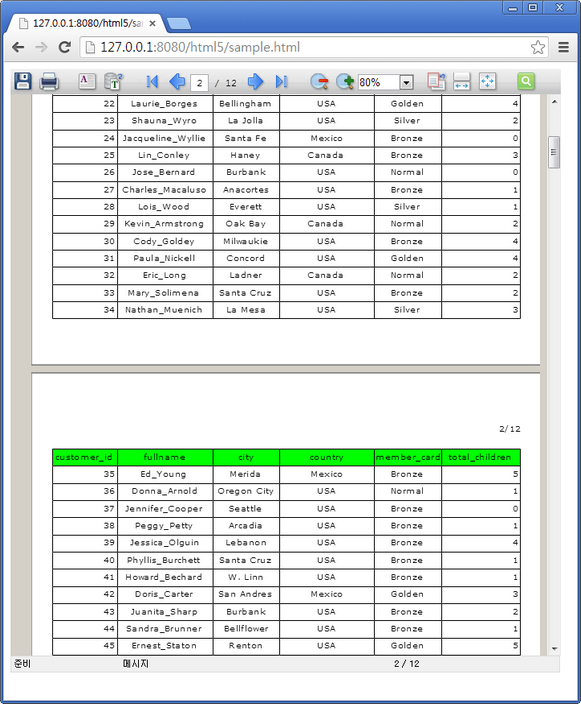 127.0.0.1:8080/html5/sa
127.0.0.1:8080/html5/sample.html
2 / 12 80%
22 Laurie_Borges Bellingham USA Golden 4
23 Shauna_Wyro La Jolla USA Silver 2
24 Jacqueline_Wyllie Santa Fe Mexico Bronze 0
25 Lin_Conley Haney Canada Bronze 3
26 Jose_Bernard Burbank USA Normal 0
27 Charles_Macaluso Anacortes USA Bronze 1
28 Lois_Wood Everett USA Silver 1
29 Kevin_Armstrong Oak Bay Canada Normal 2
30 Cody_Goldey Milwaukie USA Bronze 4
31 Paula_Nickell Concord USA Golden 4
32 Eric_Long Ladner Canada Normal 2
33 Mary_Solimena Santa Cruz USA Bronze 2
34 Nathan_Muenich La Mesa USA Silver 3
2/12
customer_id fullname city country member_card total_children
35 Ed_Young Merida Mexico Bronze 5
36 Donna_Arnold Oregon City USA Normal 1
37 Jennifer_Cooper Seattle USA Bronze 0
38 Peggy_Petty Arcadia USA Bronze 1
39 Jessica_Olguin Lebanon USA Bronze 4
40 Phyllis_Burchett Santa Cruz USA Bronze 1
41 Howard_Bechard W. Linn USA Bronze 1
42 Doris_Carter San Andres Mexico Golden 3
43 Juanita_Sharp Burbank USA Bronze 2
44 Sandra_Brunner Bellflower USA Bronze 1
45 Ernest_Staton Renton USA Golden 5
준비 메시지 2 / 12